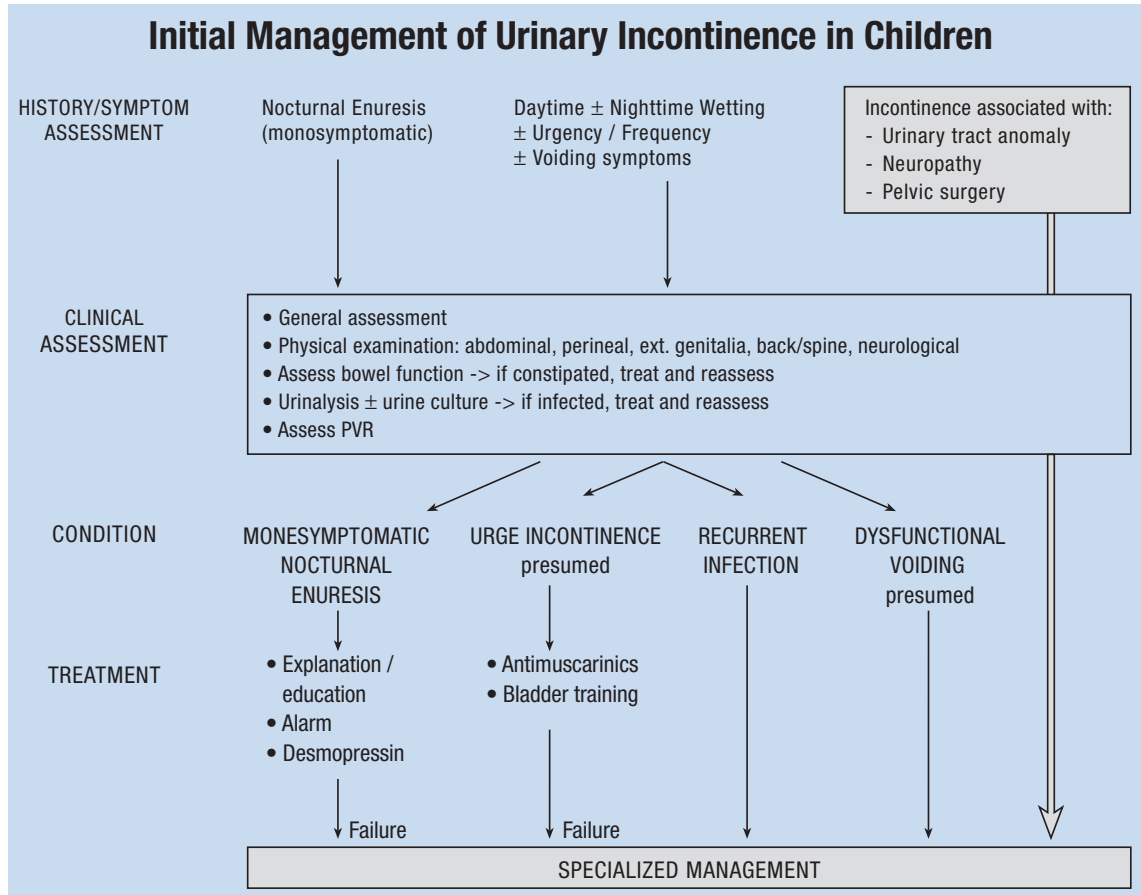 Initial Management of Urinary Incontinence in Children
HISTORY/SYMPTOM
ASSESSMENT
Nocturnal Enuresis
(monosymptomatic)
Daytime ± Nighttime Wetting
± Urgency / Frequency
± Voiding symptoms
Incontinence associated with:
- Urinary tract anomaly
- Neuropathy
- Pelvic surgery
CLINICAL
ASSESSMENT
• General assessment
• Physical examination: abdominal, perineal, ext. genitalia, back/spine, neurological
• Assess bowel function -> if constipated, treat and reassess
• Urinalysis ± urine culture -> if infected, treat and reassess
• Assess PVR
CONDITION
MONESYMPTOMATIC
NOCTURNAL
ENURESIS
URGE INCONTINENCE
presumed
RECURRENT
INFECTION
DYSFUNCTIONAL
VOIDING
presumed
TREATMENT
• Explanation /
education
• Alarm
• Desmopressin
• Antimuscarinics
• Bladder training
Failure
Failure
SPECIALIZED MANAGEMENT